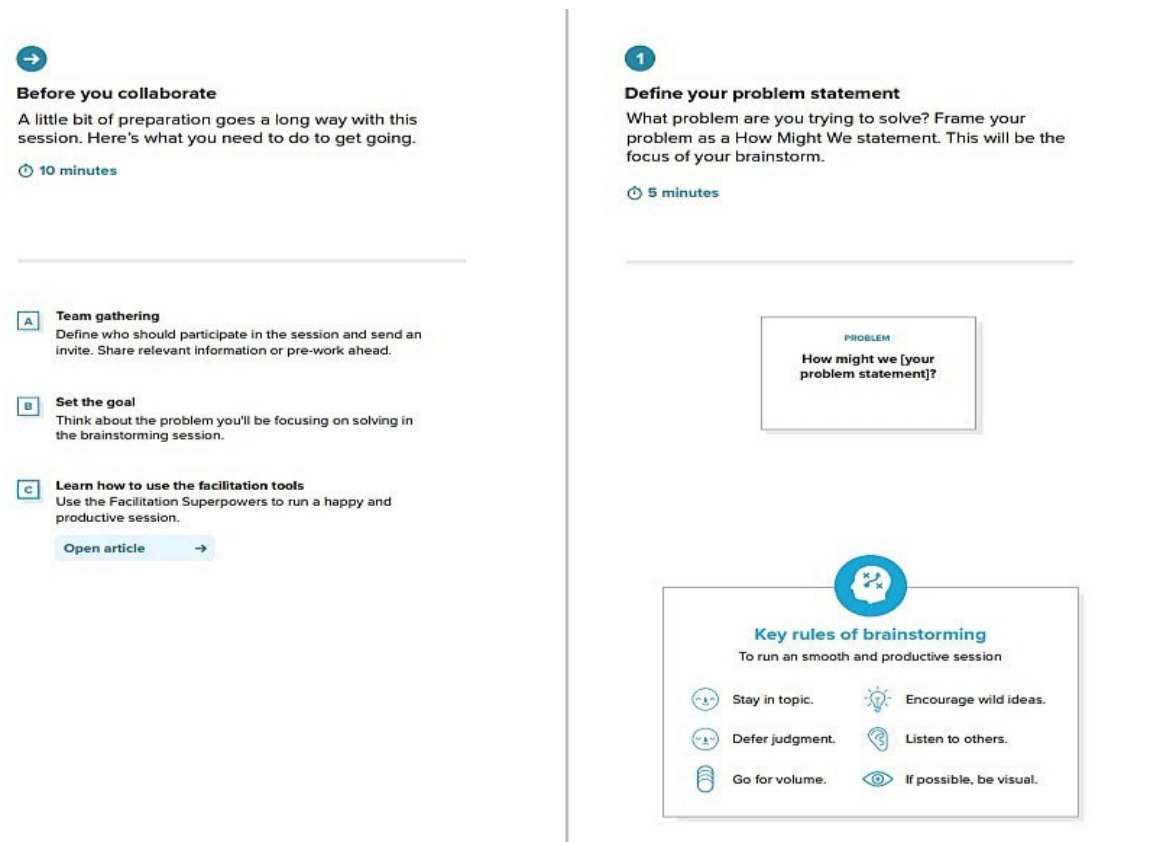 Before you collaborate
A little bit of preparation goes a long way with this
session. Here's what you need to do to get going.
10 minutes
A
Team gathering
Define who should participate in the session and send an
invite. Share relevant information or pre-work ahead.
B
Set the goal
Think about the problem you'll be focusing on solving in
the brainstorming session.
C
Learn how to use the facilitation tools
Use the Facilitation Superpowers to run a happy and
productive session.
Open article
1
Define your problem statement
What problem are you trying to solve? Frame your
problem as a How Might We statement. This will be the
focus of your brainstorm.
5 minutes
PROBLEM
How might we [your
problem statement]?
Key rules of brainstorming
To run an smooth and productive session
Stay in topic.
Encourage wild ideas.
Defer judgment.
Listen to others.
Go for volume.
If possible, be visual.